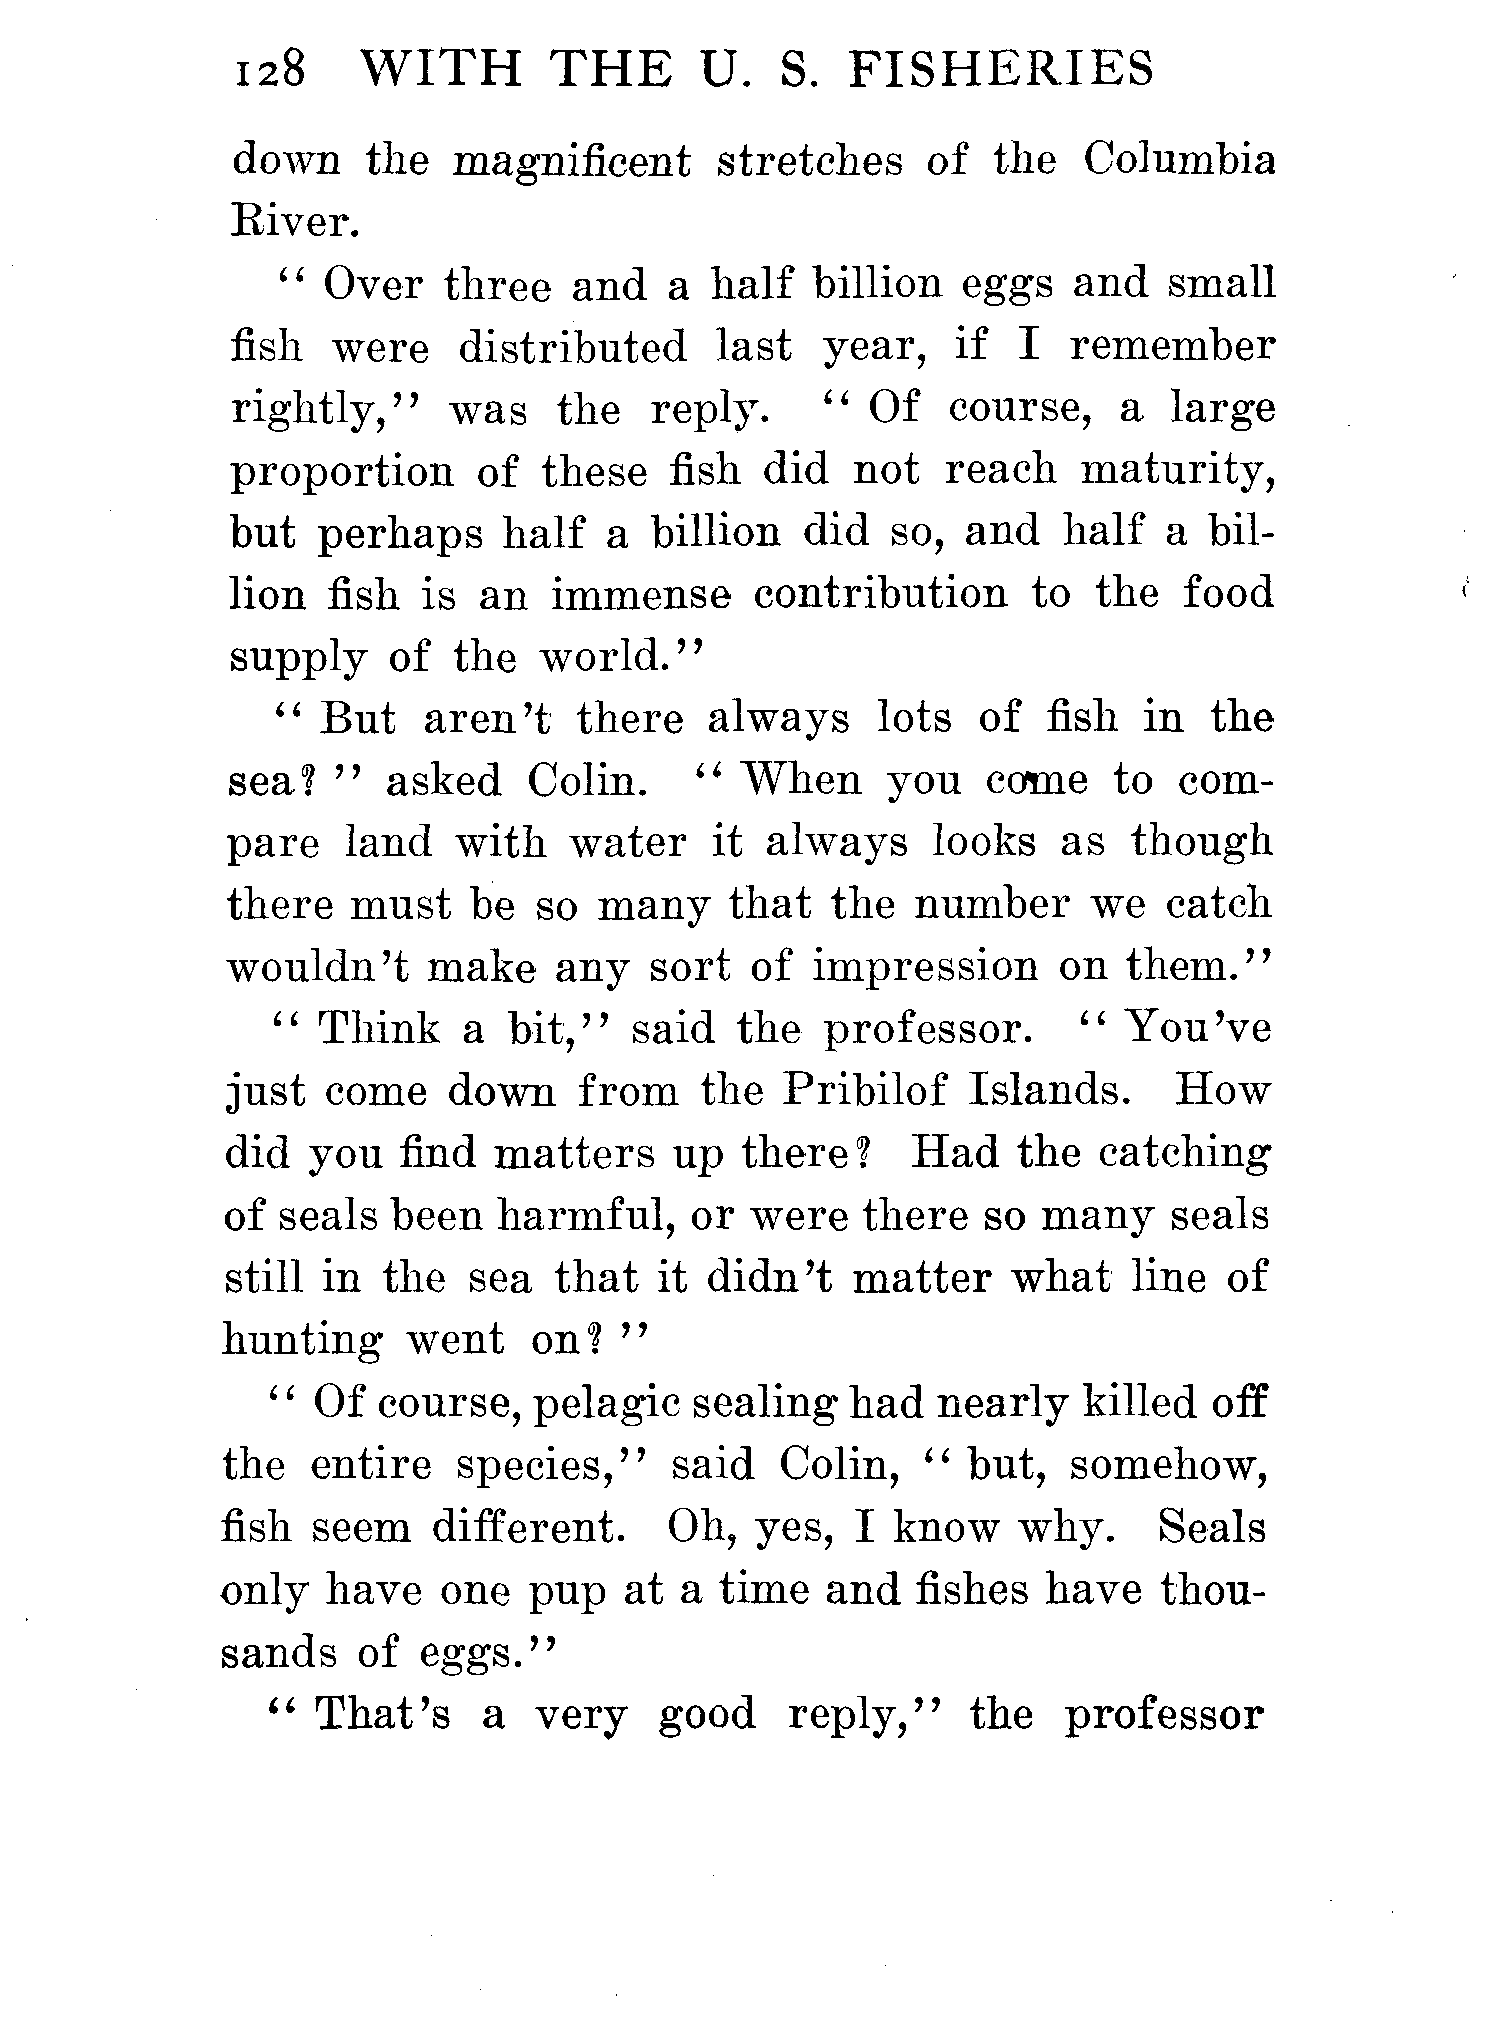 128 WITH THE U. S. FISHERIES
down the magnificent stretches of the Columbia
River.
“ Over three and a half billion eggs and small
fish were distributed last year, if I remember
rightly,” was the reply. “ Of course, a large
proportion of these fish did not reach maturity,
but perhaps half a billion did so, and half a bil-
lion fish is an immense contribution to the food
supply of the world.”
“ But aren’t there always lots of fish in the
sea? ” asked Colin. “ When you come to com-
pare land with water it always looks as though
there must be so many that the number we catch
wouldn’t make any sort of impression on them.”
“ Think a bit,” said the professor. “ You’ve
just come down from the Pribilof Islands. How
did you find matters up there? Had the catching
of seals been harmful, or were there so many seals
still in the sea that it didn’t matter what line of
hunting went on? ”
“ Of course, pelagic sealing had nearly killed off
the entire species,” said Colin, “ but, somehow,
fish seem different. Oh, yes, I know why. Seals
only have one pup at a time and fishes have thou-
sands of eggs.”
“ That’s a very good reply,” the professor